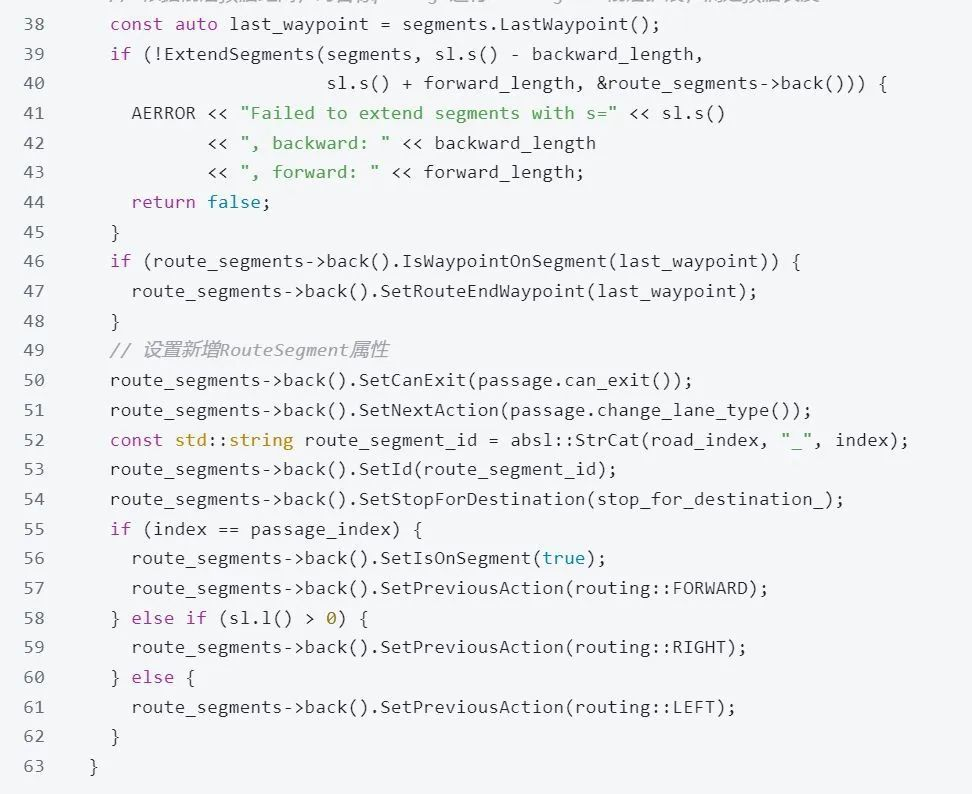 38 const auto last_waypoint = segments.LastWaypoint();
39 if (!ExtendSegments(segments, sl.s() - backward_length,
40 sl.s() + forward_length, &route_segments->back())) {
41 AERROR << "Failed to extend segments with s=" << sl.s()
42 << ", backward: " << backward_length
43 << ", forward: " << forward_length;
44 return false;
45 }
46 if (route_segments->back().IsWaypointOnSegment(last_waypoint)) {
47 route_segments->back().SetRouteEndWaypoint(last_waypoint);
48 }
49 // 设置新增RouteSegment属性
50 route_segments->back().SetCanExit(passage.can_exit());
51 route_segments->back().SetNextAction(passage.change_lane_type());
52 const std::string route_segment_id = absl::StrCat(road_index, "_", index);
53 route_segments->back().SetId(route_segment_id);
54 route_segments->back().SetStopForDestination(stop_for_destination_);
55 if (index == passage_index) {
56 route_segments->back().SetIsOnSegment(true);
57 route_segments->back().SetPreviousAction(routing::FORWARD);
58 } else if (sl.l() > 0) {
59 route_segments->back().SetPreviousAction(routing::RIGHT);
60 } else {
61 route_segments->back().SetPreviousAction(routing::LEFT);
62 }
63 }